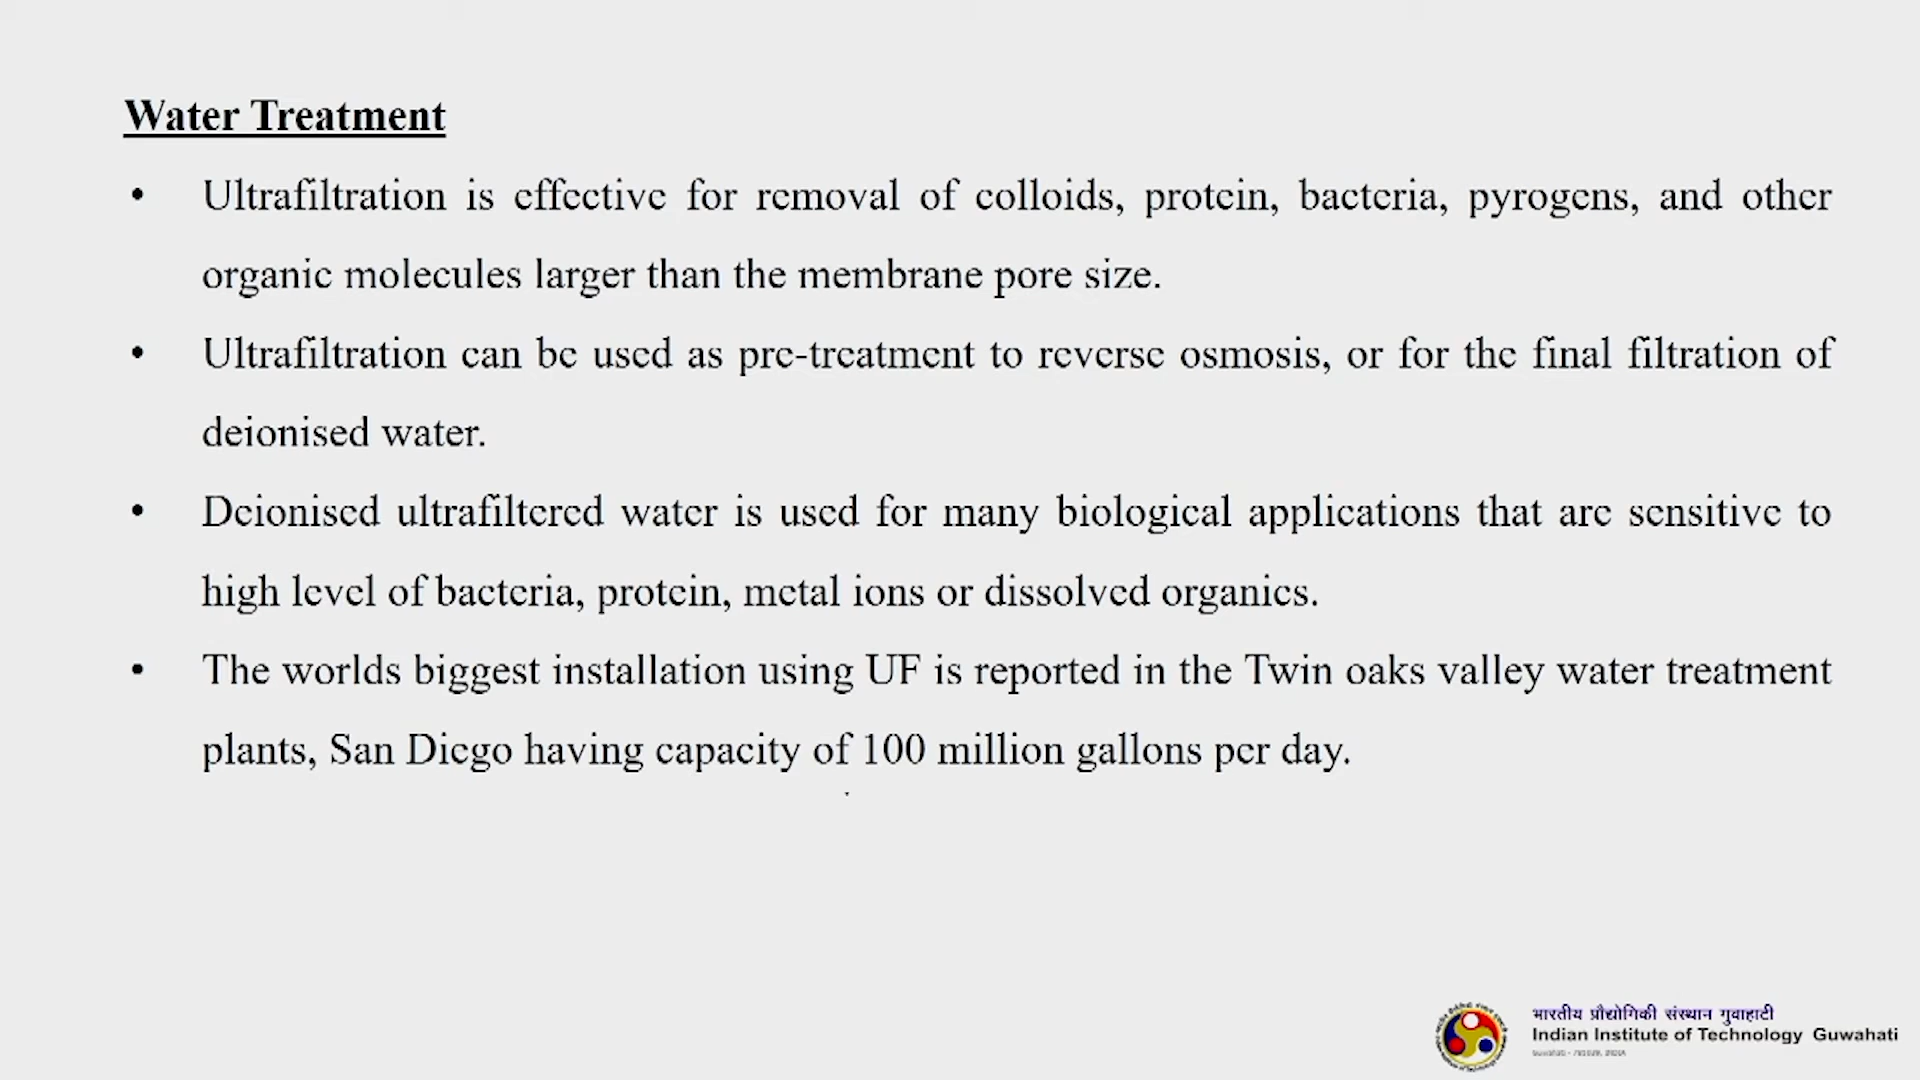 Water Treatment
• Ultrafiltration is effective for removal of colloids, protein, bacteria, pyrogens, and other
organic molecules larger than the membrane pore size.
• Ultrafiltration can be used as pre-treatment to reverse osmosis, or for the final filtration of
deionised water.
• Deionised ultrafiltered water is used for many biological applications that are sensitive to
high level of bacteria, protein, metal ions or dissolved organics.
• The worlds biggest installation using UF is reported in the Twin oaks valley water treatment
plants, San Diego having capacity of 100 million gallons per day.
भारतीय प्रौद्योगिकी संस्थान गुवाहाटी
Indian Institute of Technology Guwahati